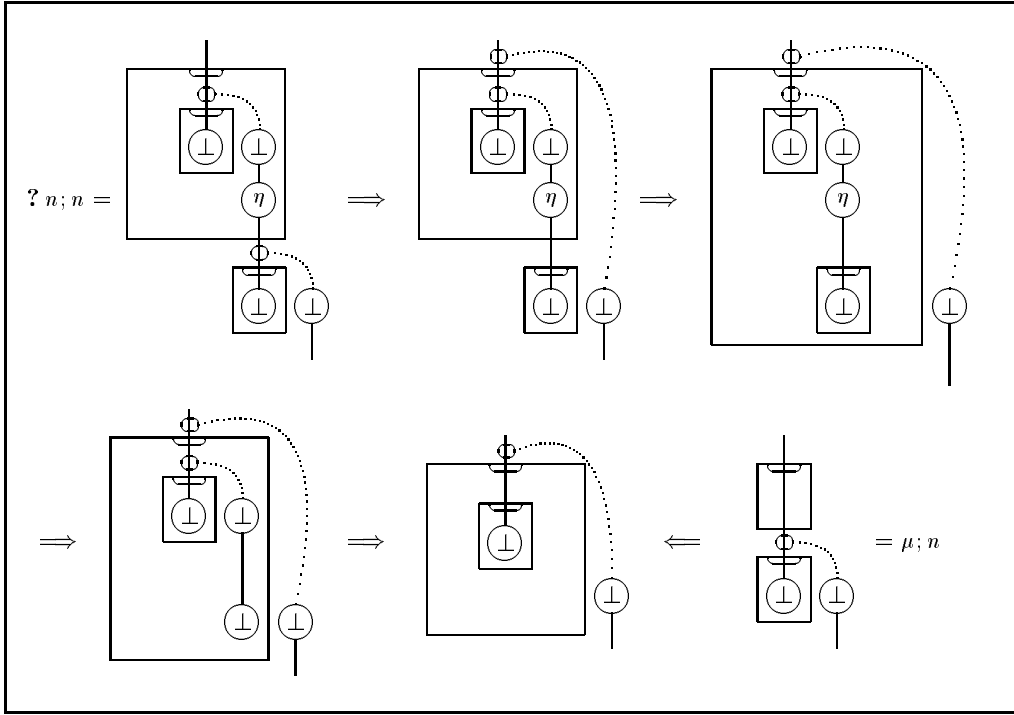 ? n; n = ⊥ ⊥ η ⊥ ⊥ ⟹ ⊥ ⊥ η ⊥ ⊥ ⟹ ⊥ ⊥ η ⊥ ⊥
⟹ ⊥ ⊥ ⊥ ⊥ ⟹ ⊥ ⊥ ⟸ ⊥ ⊥ = μ; n